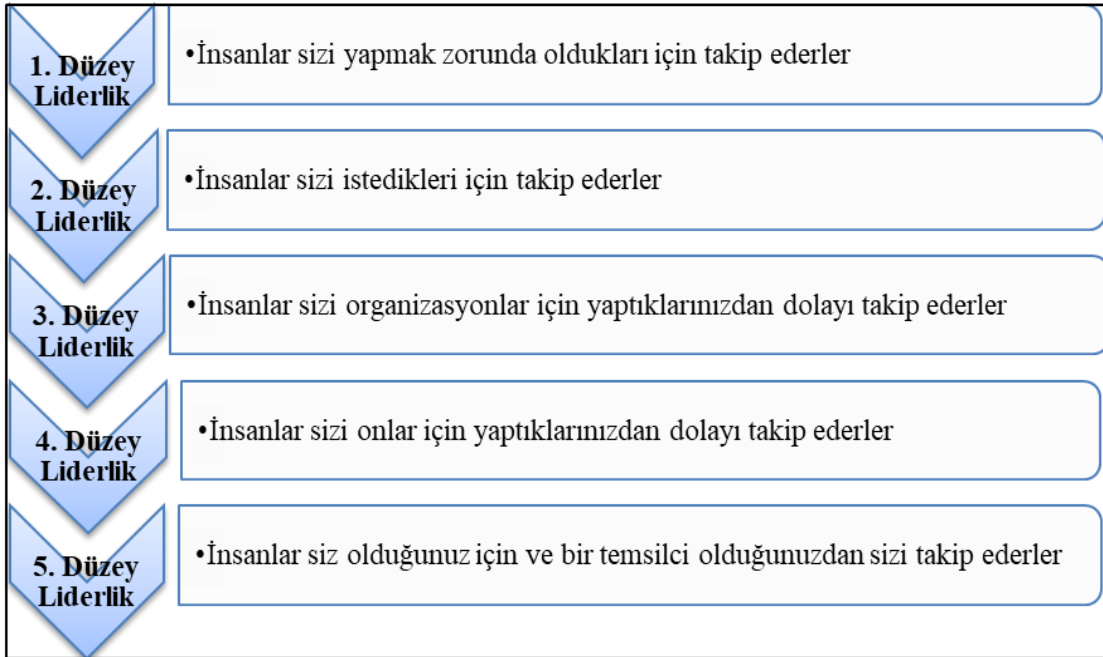 1. Düzey
Liderlik
•İnsanlar sizi yapmak zorunda oldukları için takip ederler
2. Düzey
Liderlik
•İnsanlar sizi istedikleri için takip ederler
3. Düzey
Liderlik
•İnsanlar sizi organizasyonlar için yaptıklarınızdan dolayı takip ederler
4. Düzey
Liderlik
•İnsanlar sizi onlar için yaptıklarınızdan dolayı takip ederler
5. Düzey
Liderlik
•İnsanlar siz olduğunuz için ve bir temsilci olduğunuzdan sizi takip ederler